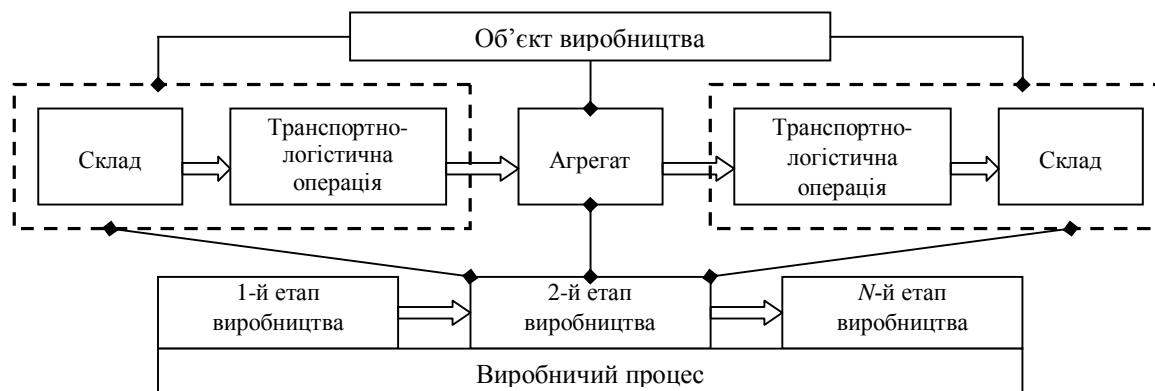 Об’єкт виробництва
Склад
Транспортно-
логістична
операція
Агрегат
Транспортно-
логістична
операція
Склад
1-й етап
виробництва
2-й етап
виробництва
N-й етап
виробництва
Виробничий процес